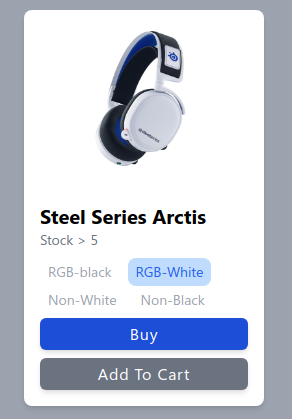 Steel Series Arctis
Stock > 5
RGB-black RGB-White
Non-White Non-Black
Buy
Add To Cart